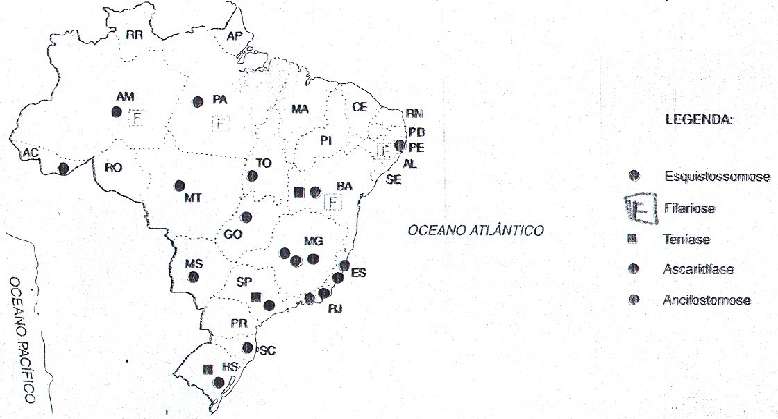 RR
AP
AM
F
PA
F
MA
CE
RN
PB
PE
F
AL
SE
PI
AC
RO
TO
MT
BA
F
GO
MG
MS
ES
SP
RJ
PR
SC
RS
OCEANO ATLÂNTICO
OCEANO PACÍFICO
LEGENDA:
Esquistossomose
F Filariose
Teníase
Ascaridíase
Ancilostomose